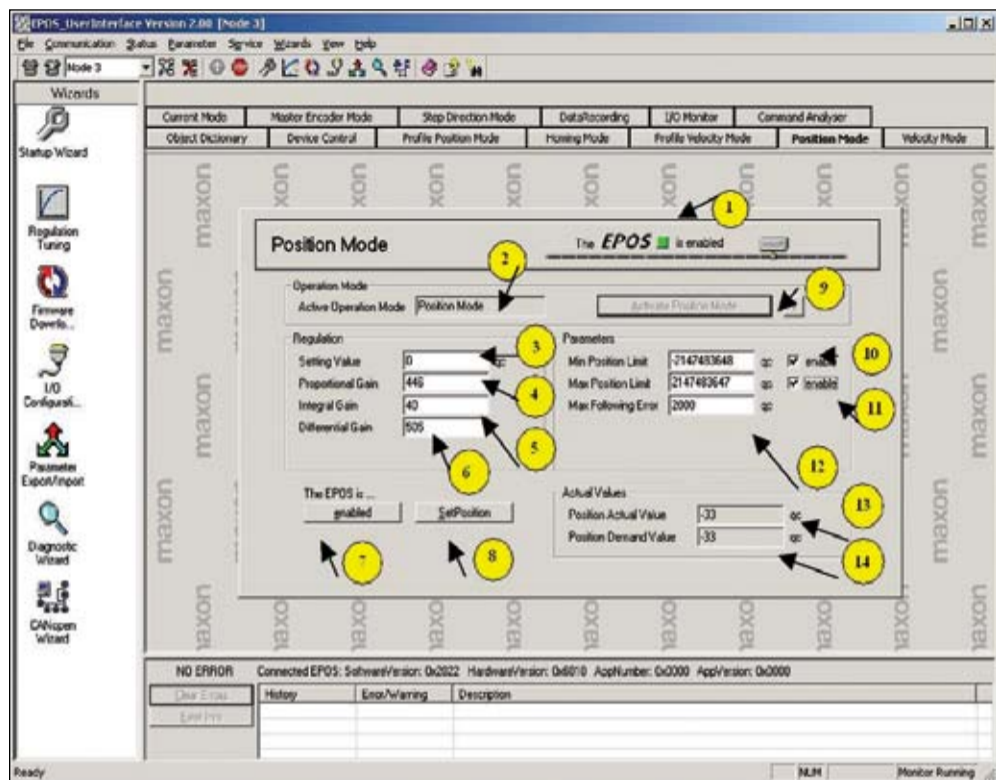 EPOS_UserInterface Version 2.00 [Node 3]
File Communication Status Parameter Service Wizards View Help
Node 3
Wizards
Startup Wizard
Regulation Tuning
Firmware Downlo...
I/O Configurati...
Parameter Export/Import
Diagnostic Wizard
CANopen Wizard
Current Mode Master Encoder Mode Step Direction Mode DataRecording I/O Monitor Command Analyser
Object Dictionary Device Control Profile Position Mode Homing Mode Profile Velocity Mode Position Mode Velocity Mode
maxon
Position Mode
The EPOS is enabled
1
Operation Mode
Active Operation Mode Position Mode
Activate Position Mode
2
9
Regulation
Setting Value 0 qc
Propotional Gain 446
Integral Gain 40
Differential Gain 505
3
4
5
6
Parameters
Min Position Limit -2147483648 qc enable
Max Position Limit 2147483647 qc enable
Max Following Error 2000 qc
10
11
12
The EPOS is ...
enabled
SetPosition
7
8
Actual Values
Position Actual Value -33 qc
Position Demand Value -33 qc
13
14
NO ERROR Connected EPOS: SoftwareVersion: 0x2022 HardwareVersion: 0x6010 AppNumber: 0x0000 AppVersion: 0x0000
Clear Errors
History Error/Warning Description
Ready
NUM
Monitor Running